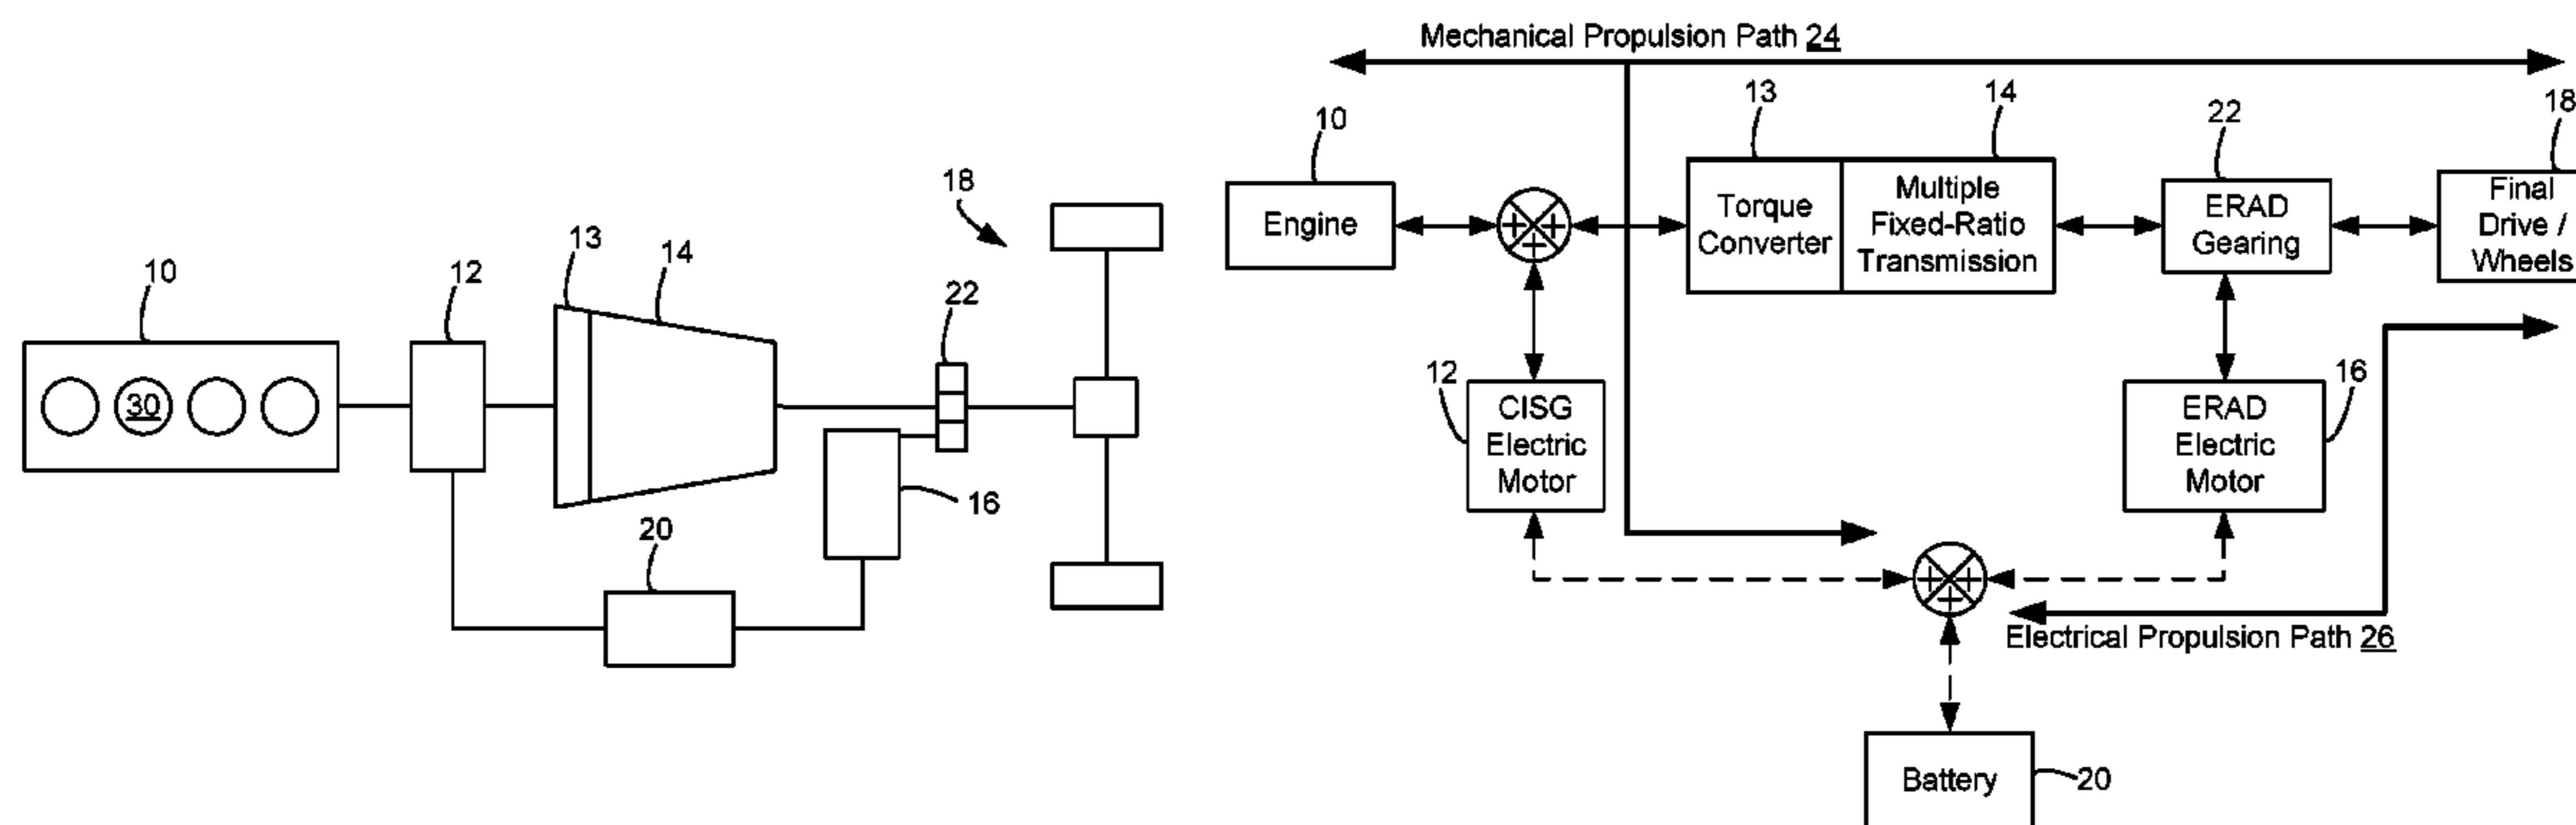 10
30
12
13
14
18
22
16
20
Mechanical Propulsion Path 24
10
Engine
13
Torque
Converter
14
Multiple
Fixed-Ratio
Transmission
22
ERAD
Gearing
18
Final
Drive /
Wheels
12
CISG
Electric
Motor
16
ERAD
Electric
Motor
Electrical Propulsion Path 26
Battery
20